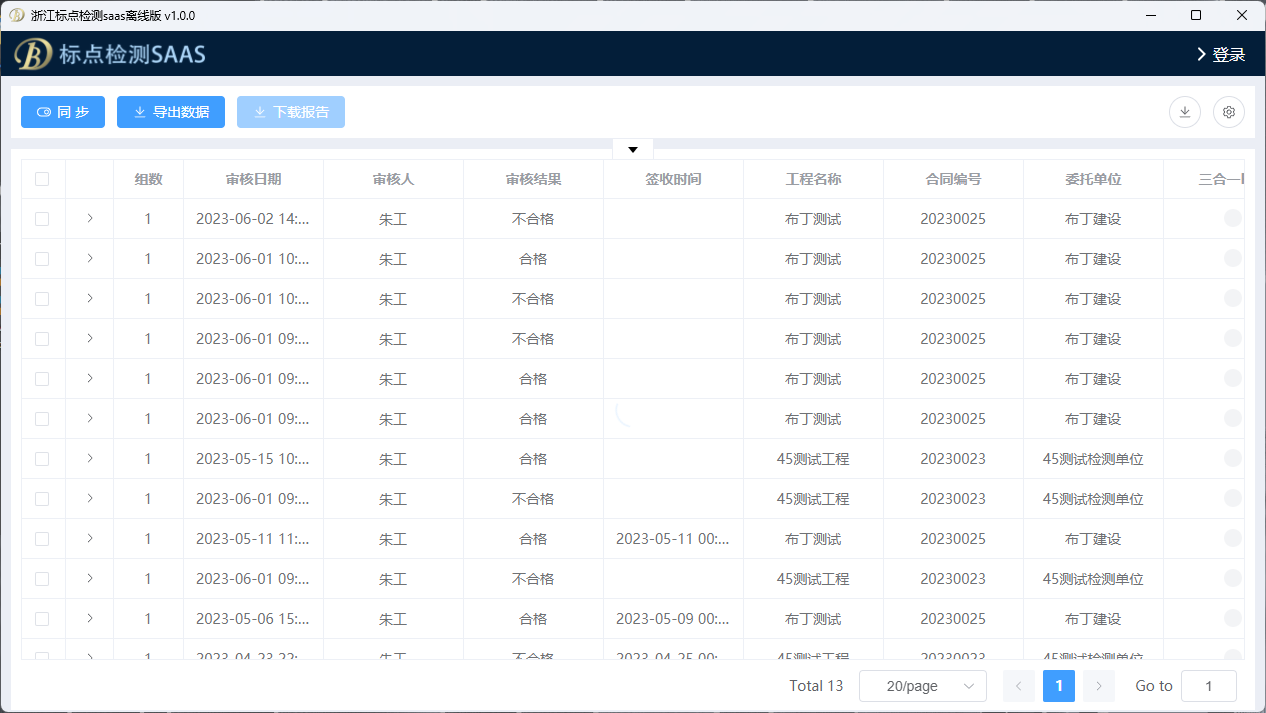 浙江标点检测saas离线版 v1.0.0
标点检测SAAS
登录
同 步 导出数据 下载报告
组数 审核日期 审核人 审核结果 签收时间 工程名称 合同编号 委托单位 三合一
1 2023-06-02 14:... 朱工 不合格 布丁测试 20230025 布丁建设
1 2023-06-01 10:... 朱工 合格 布丁测试 20230025 布丁建设
1 2023-06-01 10:... 朱工 不合格 布丁测试 20230025 布丁建设
1 2023-06-01 09:... 朱工 不合格 布丁测试 20230025 布丁建设
1 2023-06-01 09:... 朱工 合格 布丁测试 20230025 布丁建设
1 2023-06-01 09:... 朱工 合格 布丁测试 20230025 布丁建设
1 2023-05-15 10:... 朱工 合格 45测试工程 20230023 45测试检测单位
1 2023-06-01 09:... 朱工 不合格 45测试工程 20230023 45测试检测单位
1 2023-05-11 11:... 朱工 合格 2023-05-11 00:... 布丁测试 20230025 布丁建设
1 2023-06-01 09:... 朱工 不合格 45测试工程 20230023 45测试检测单位
1 2023-05-06 15:... 朱工 合格 2023-05-09 00:... 布丁测试 20230025 布丁建设
1 2023-04-23 22:... 朱工 不合格 2023-04-25 00:... 45测试工程 20230023 45测试检测单位
Total 13 20/page 1 Go to 1